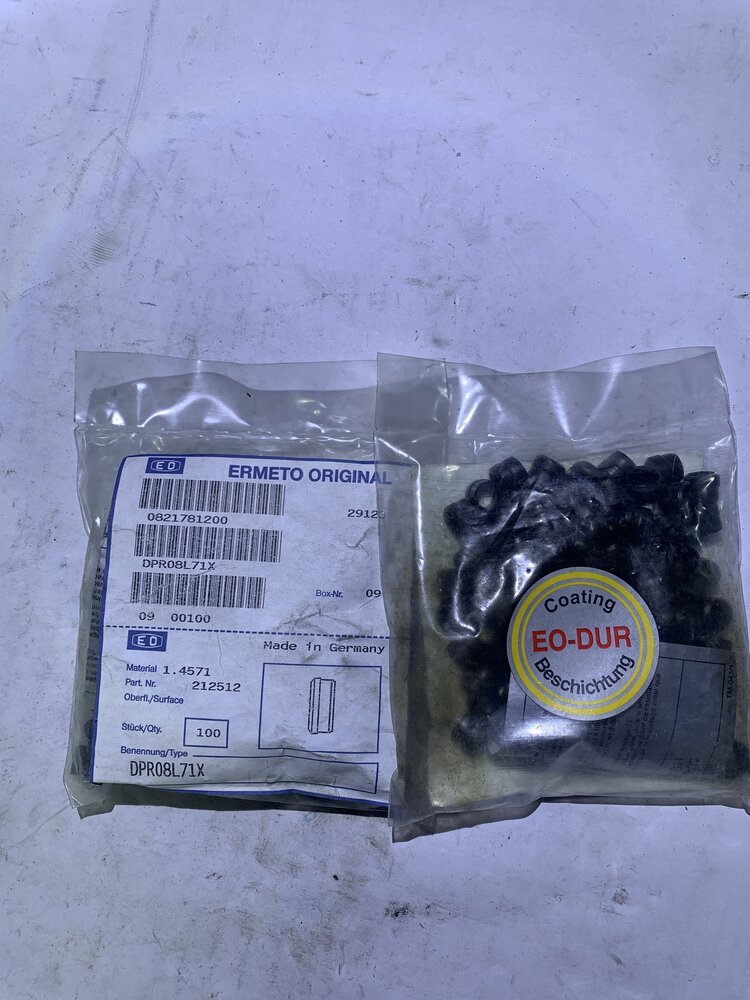 EO
ERMETO ORIGINAL
0821781200
2912
DPR08L71X
Box-Nr. 09
09 00100
EO
Made in Germany
Material 1.4571
Part. Nr. 212512
Oberfl./Surface
Stück/Qty. 100
Benennung/Type
DPR08L71X
Coating
EO-DUR
Beschichtung